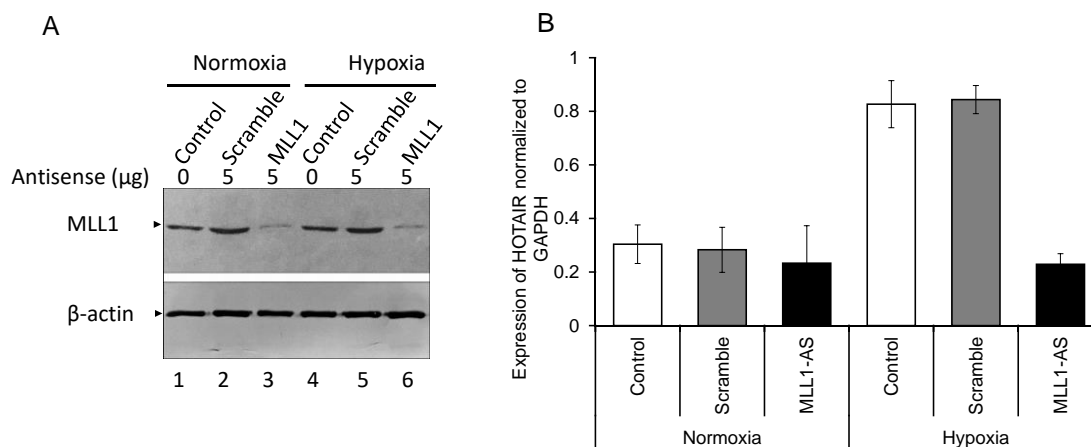 A
Normoxia Hypoxia
Control Scramble MLL1 Control Scramble MLL1
Antisense (µg) 0 5 5 0 5 5
MLL1
β-actin
1 2 3 4 5 6
B
Expression of HOTAIR normalized to
GAPDH
1
0.8
0.6
0.4
0.2
0
Control Scramble MLL1-AS Control Scramble MLL1-AS
Normoxia Hypoxia